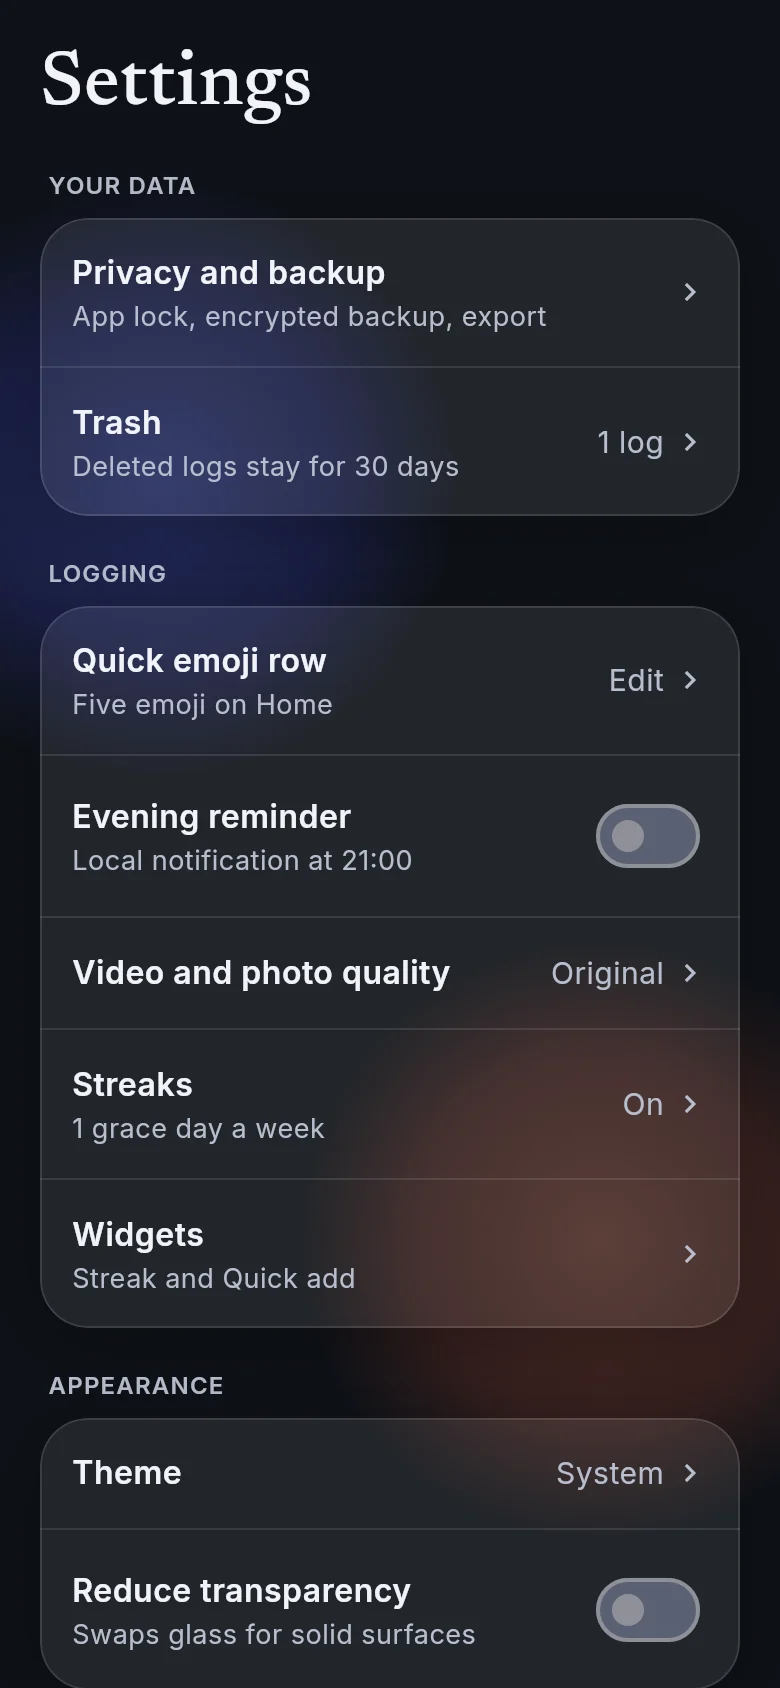 Settings
YOUR DATA
Privacy and backup
App lock, encrypted backup, export
Trash
Deleted logs stay for 30 days
1 log
LOGGING
Quick emoji row
Five emoji on Home
Edit
Evening reminder
Local notification at 21:00
Video and photo quality
Original
Streaks
1 grace day a week
On
Widgets
Streak and Quick add
APPEARANCE
Theme
System
Reduce transparency
Swaps glass for solid surfaces